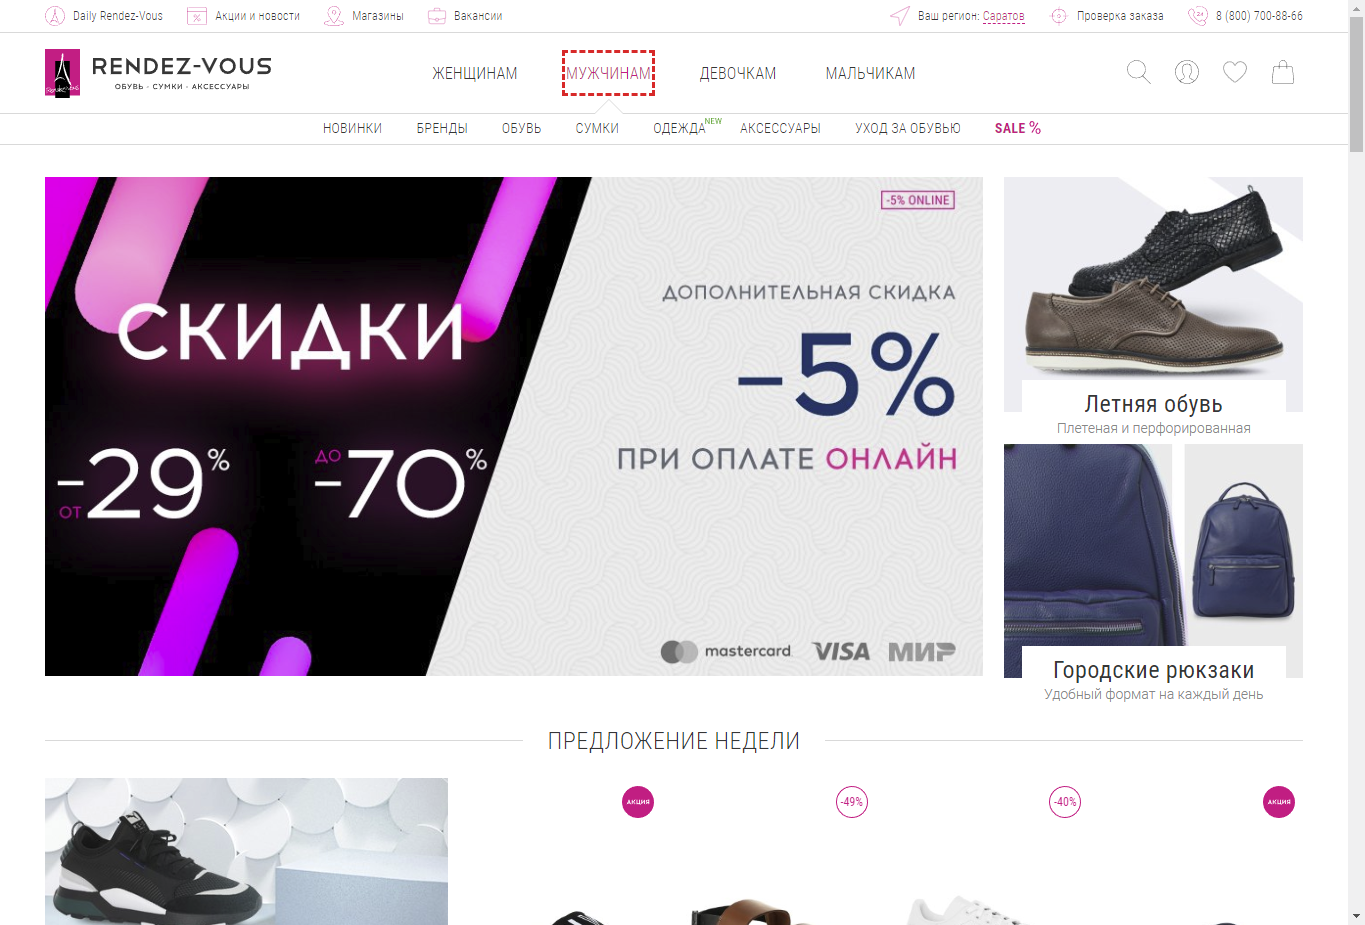 Daily Rendez-Vous
Акции и новости
Магазины
Вакансии
Ваш регион: Саратов
Проверка заказа
8 (800) 700-88-66
RENDEZ-VOUS
ОБУВЬ · СУМКИ · АКСЕССУАРЫ
ЖЕНЩИНАМ
МУЖЧИНАМ
ДЕВОЧКАМ
МАЛЬЧИКАМ
НОВИНКИ
БРЕНДЫ
ОБУВЬ
СУМКИ
ОДЕЖДА NEW
АКСЕССУАРЫ
УХОД ЗА ОБУВЬЮ
SALE %
СКИДКИ
ОТ -29%
ДО -70%
-5% ONLINE
ДОПОЛНИТЕЛЬНАЯ СКИДКА
-5%
ПРИ ОПЛАТЕ ОНЛАЙН
mastercard VISA МИР
Летняя обувь
Плетеная и перфорированная
Городские рюкзаки
Удобный формат на каждый день
ПРЕДЛОЖЕНИЕ НЕДЕЛИ
АКЦИЯ
-49%
-40%
АКЦИЯ